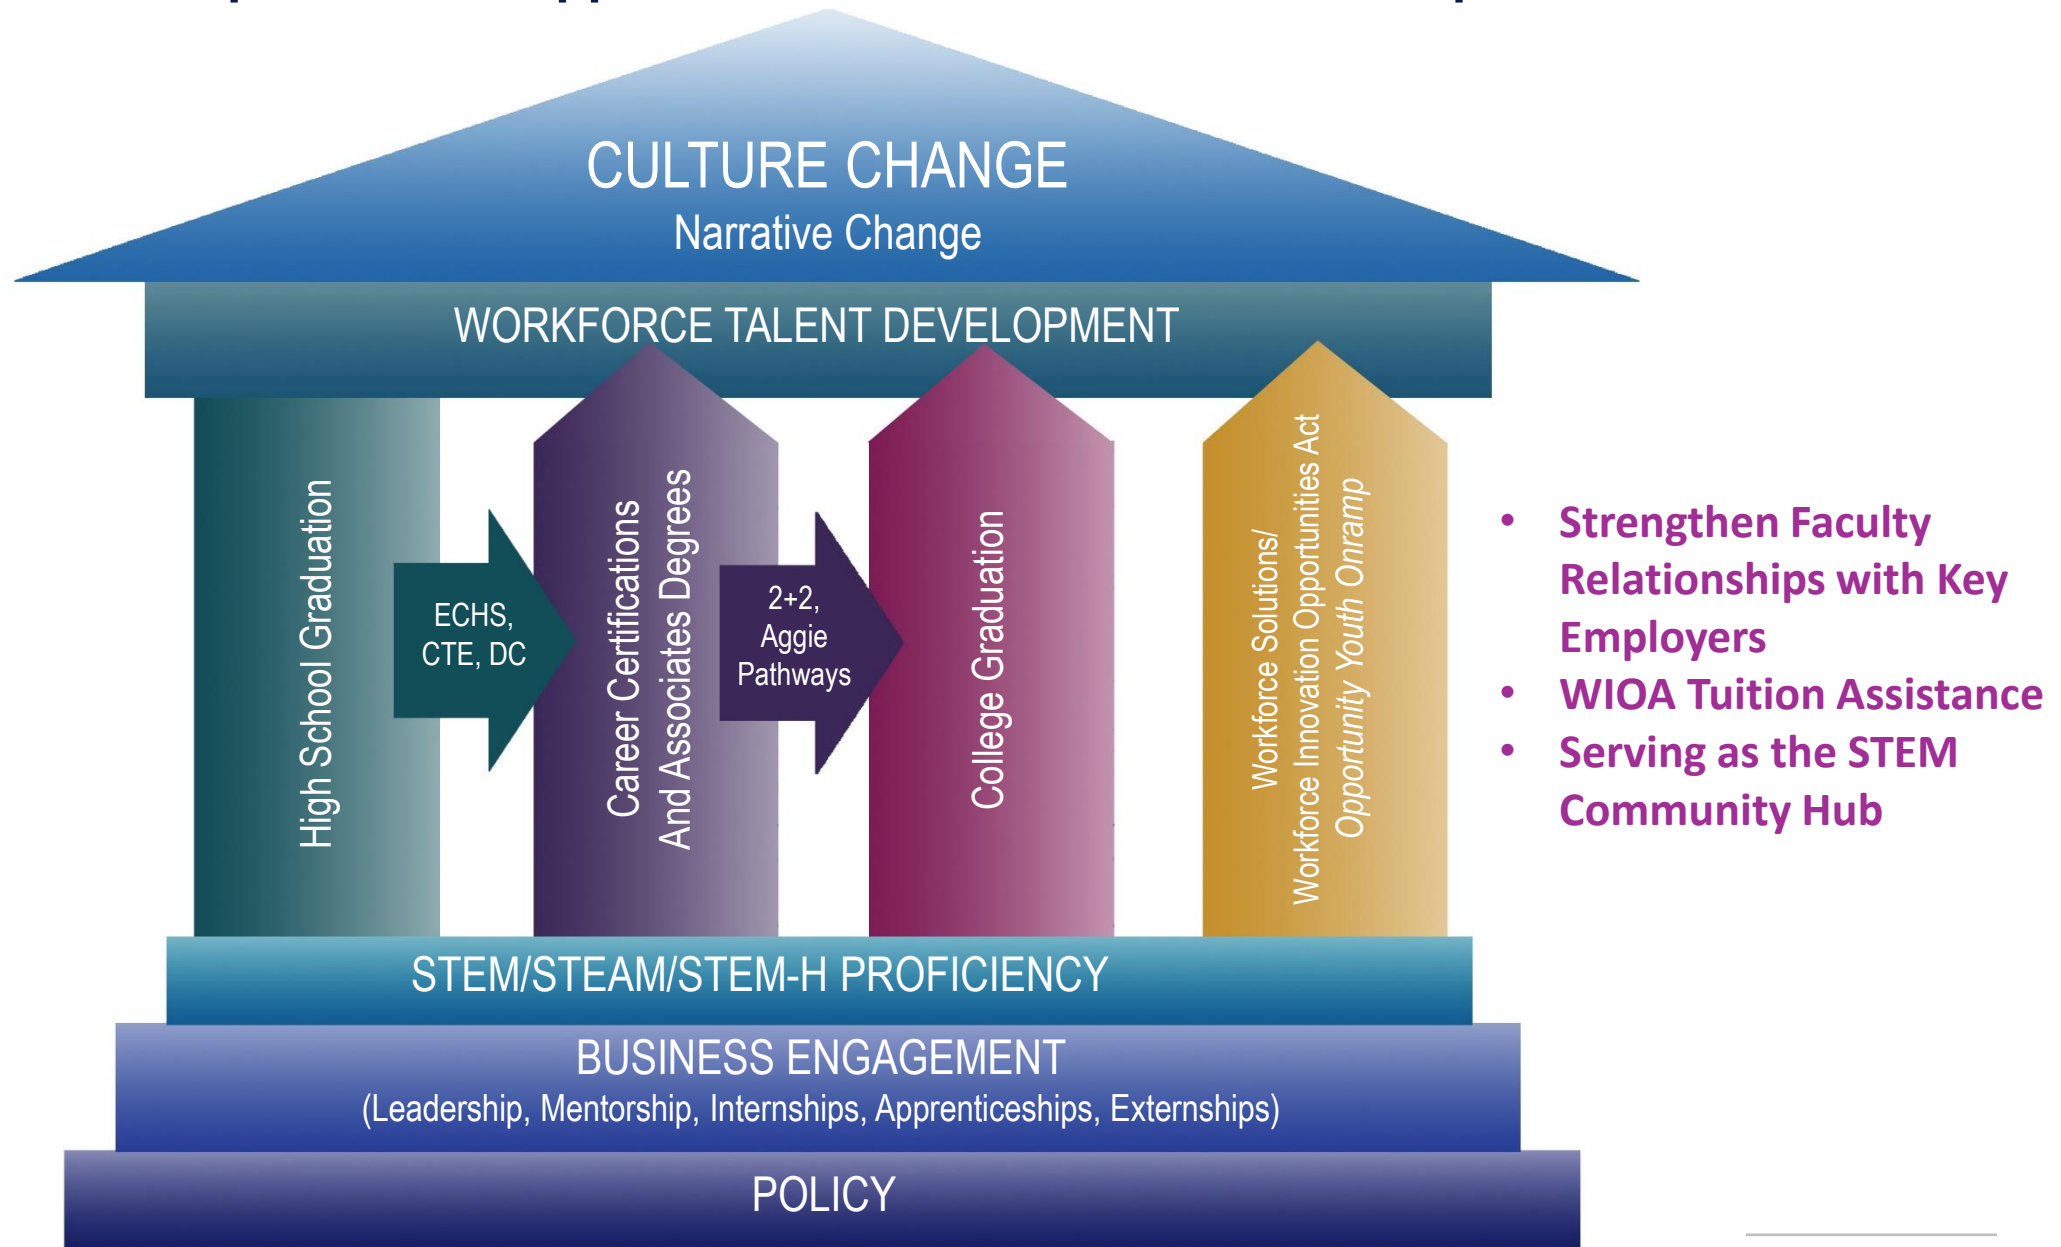 CULTURE CHANGE
Narrative Change
WORKFORCE TALENT DEVELOPMENT
High School Graduation
ECHS,
CTE, DC
Career Certifications
And Associates Degrees
2+2,
Aggie
Pathways
College Graduation
Workforce Solutions/
Workforce Innovation Opportunities Act
Opportunity Youth Onramp
• Strengthen Faculty
Relationships with Key
Employers
• WIOA Tuition Assistance
• Serving as the STEM
Community Hub
STEM/STEAM/STEM-H PROFICIENCY
BUSINESS ENGAGEMENT
(Leadership, Mentorship, Internships, Apprenticeships, Externships)
POLICY